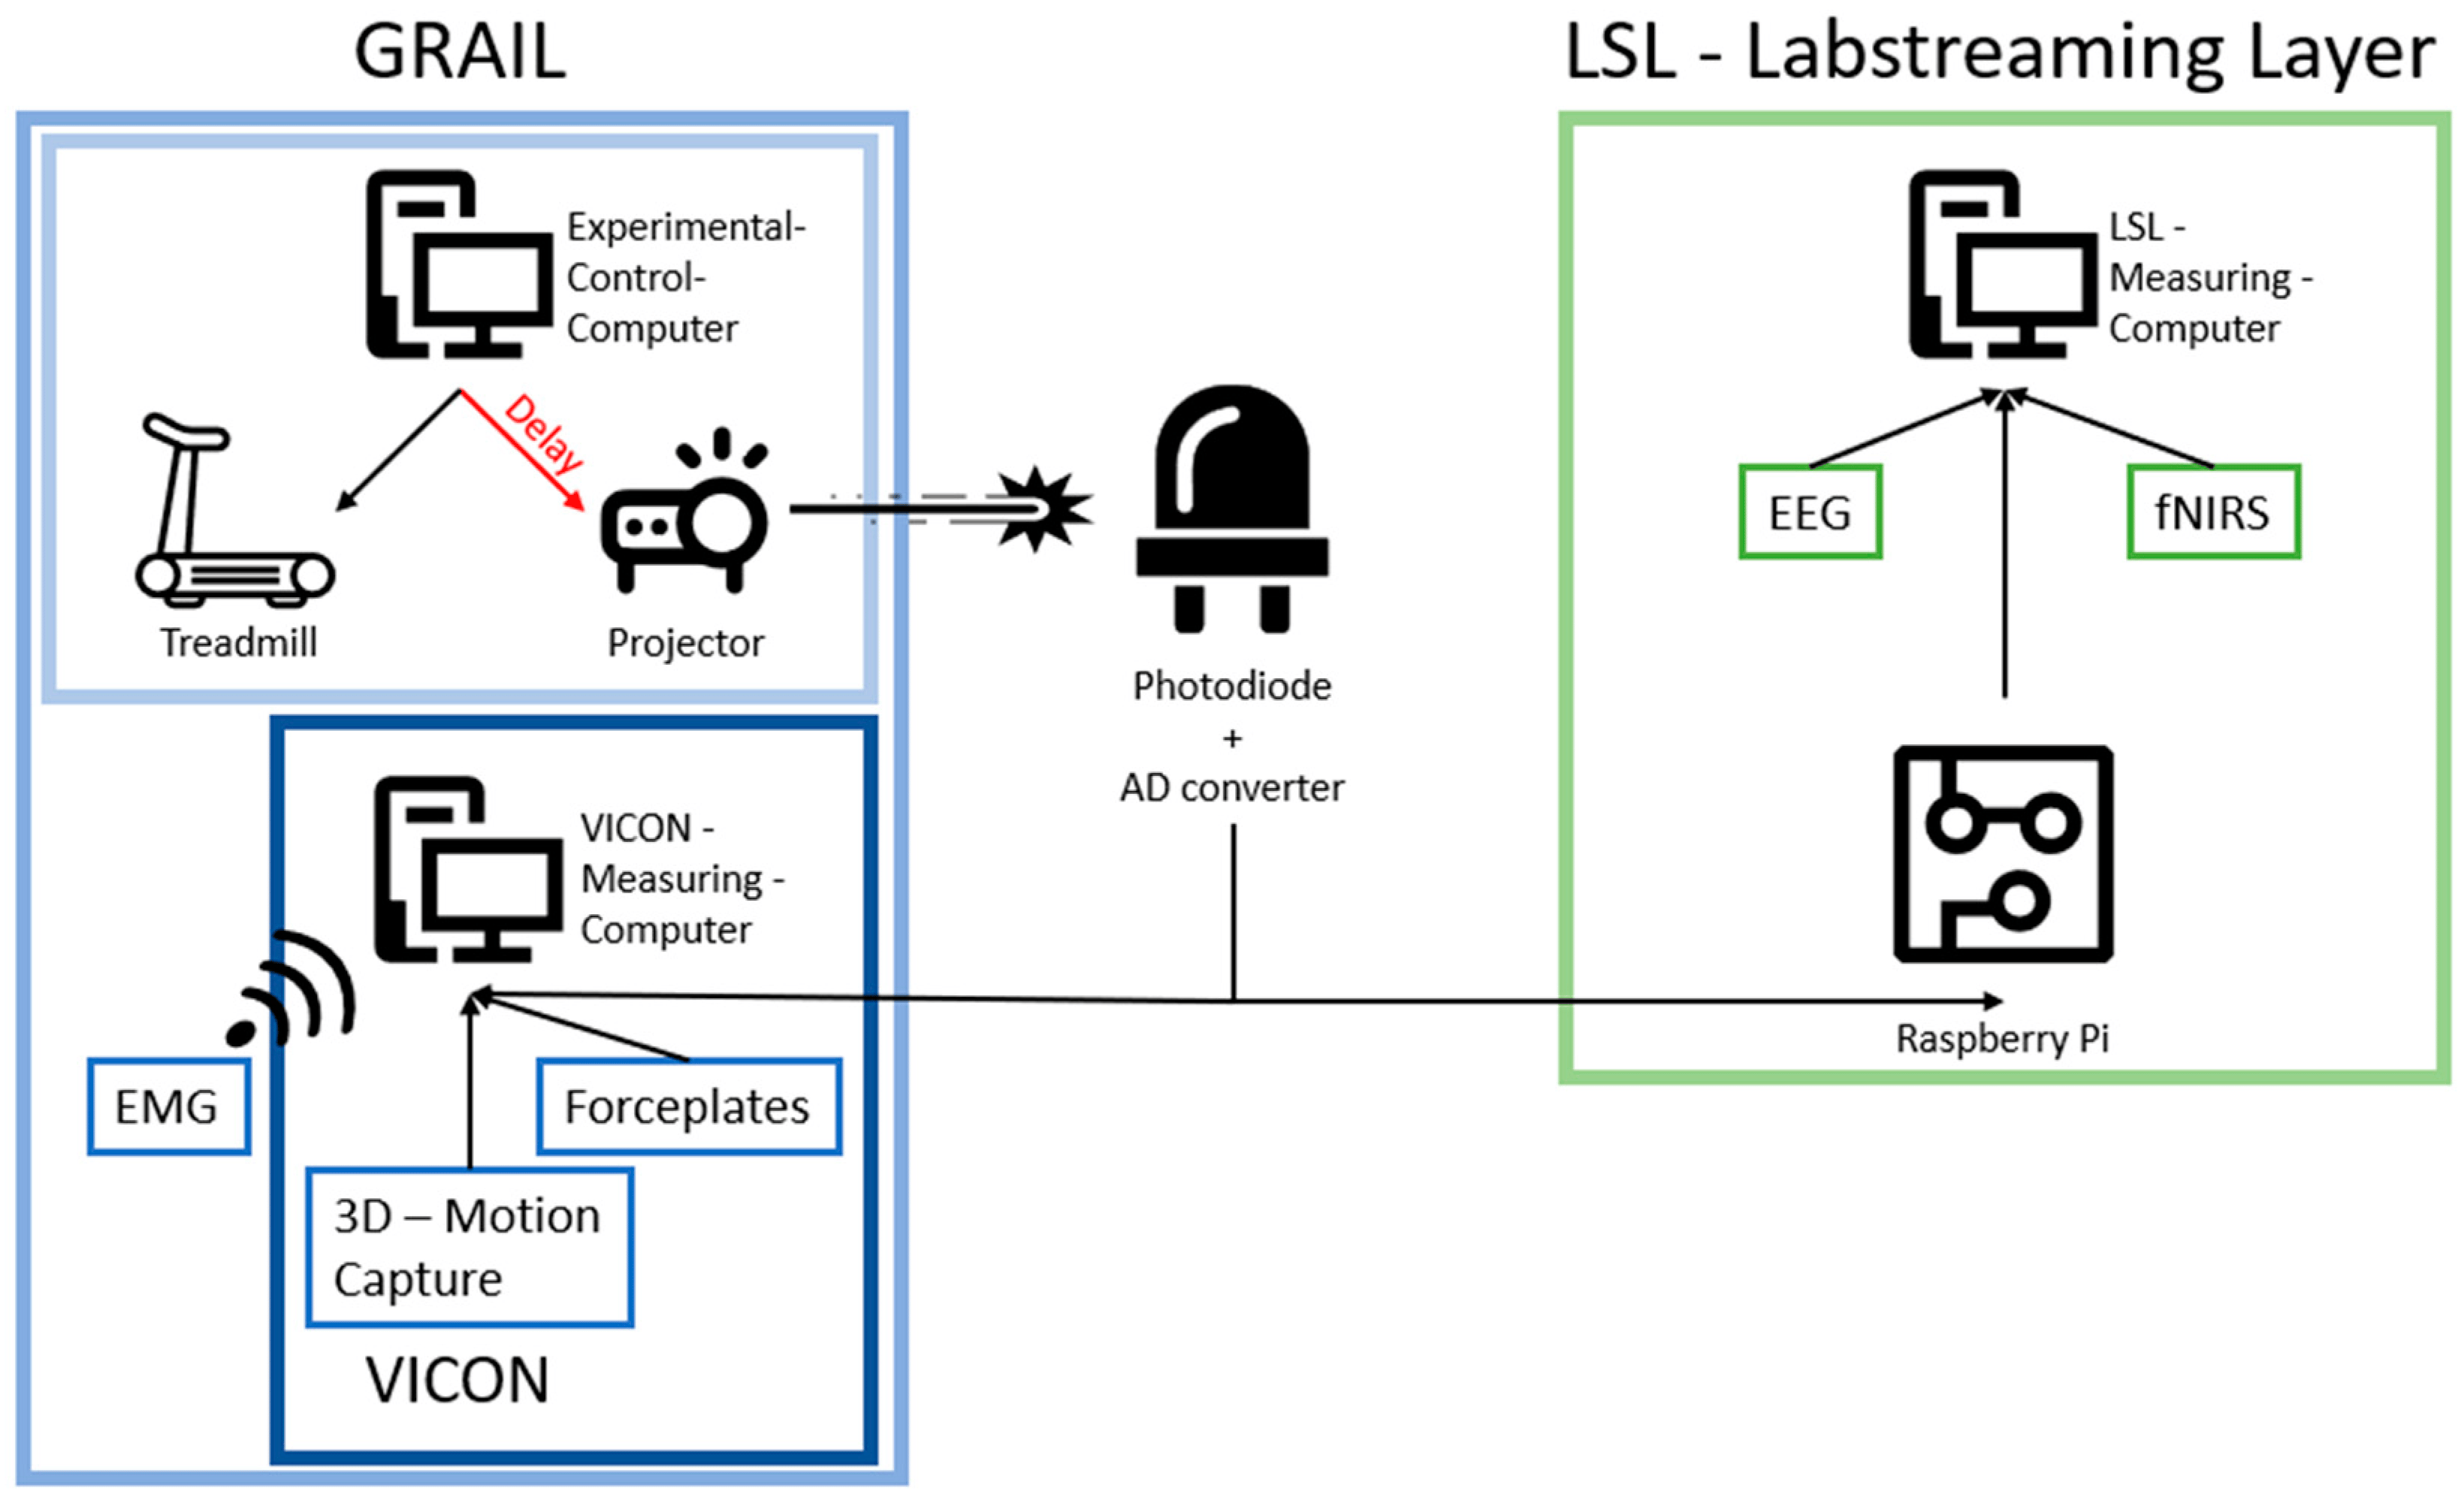 GRAIL
LSL - Labstreaming Layer
Experimental-
Control-
Computer
Delay
Treadmill
Projector
Photodiode
+
AD converter
LSL -
Measuring -
Computer
EEG
fNIRS
Raspberry Pi
VICON -
Measuring -
Computer
EMG
Forceplates
3D – Motion
Capture
VICON